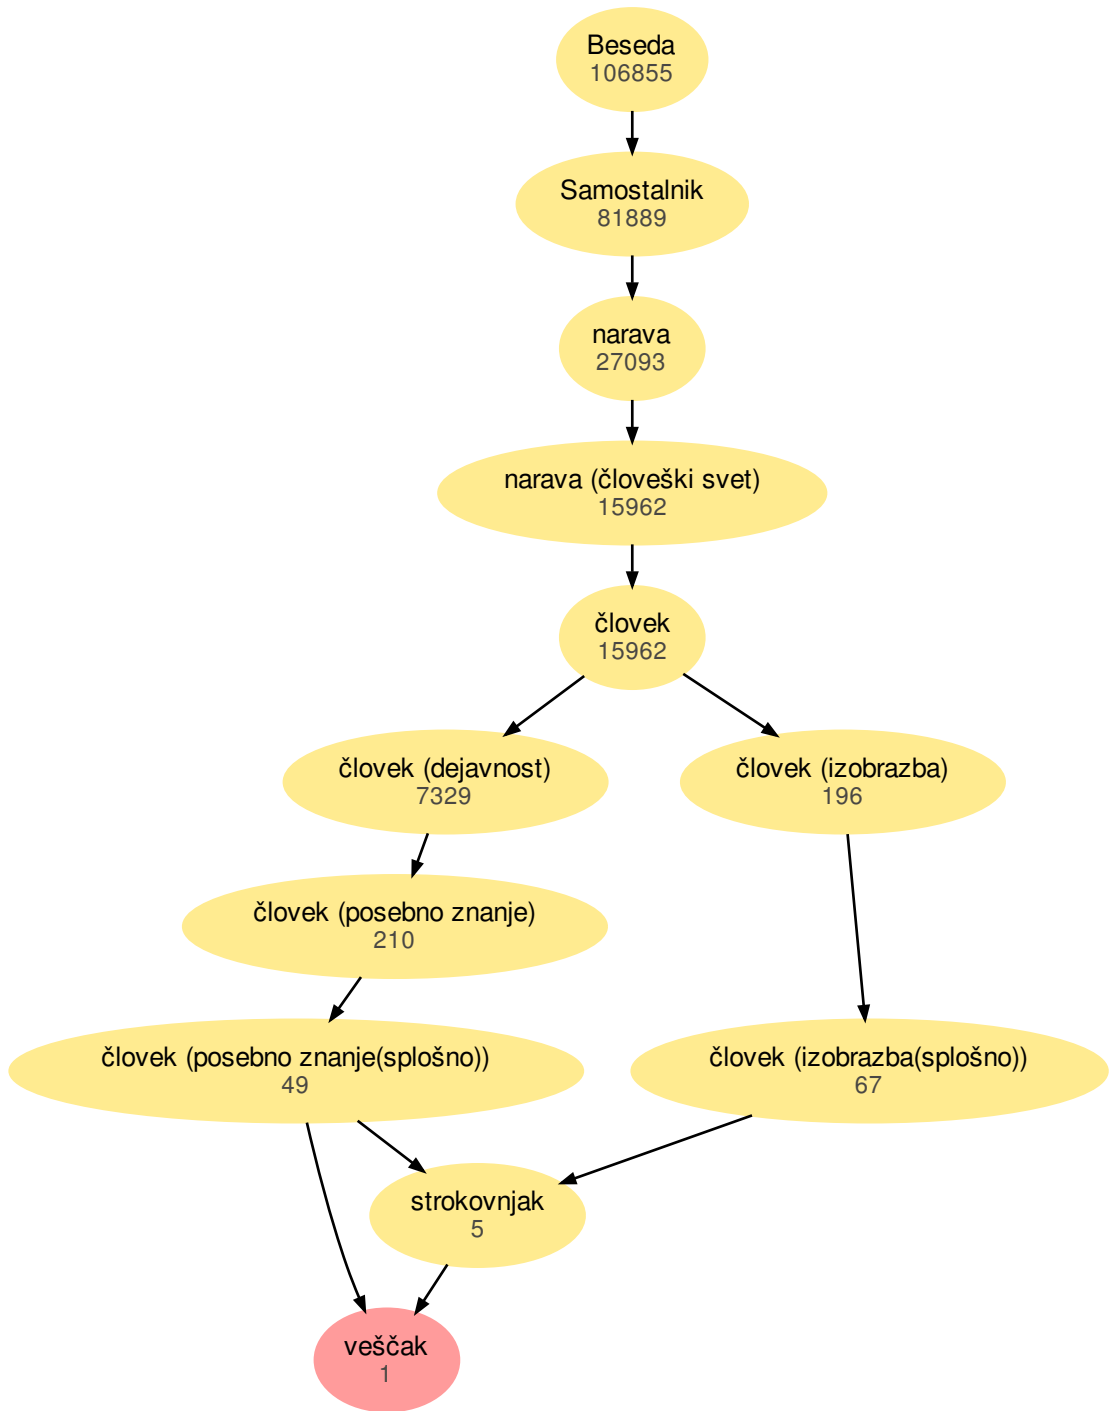 Beseda
106855
Samostalnik
81889
narava
27093
narava (človeški svet)
15962
človek
15962
človek (dejavnost)
7329
človek (izobrazba)
196
človek (posebno znanje)
210
človek (posebno znanje(splošno))
49
človek (izobrazba(splošno))
67
strokovnjak
5
veščak
1